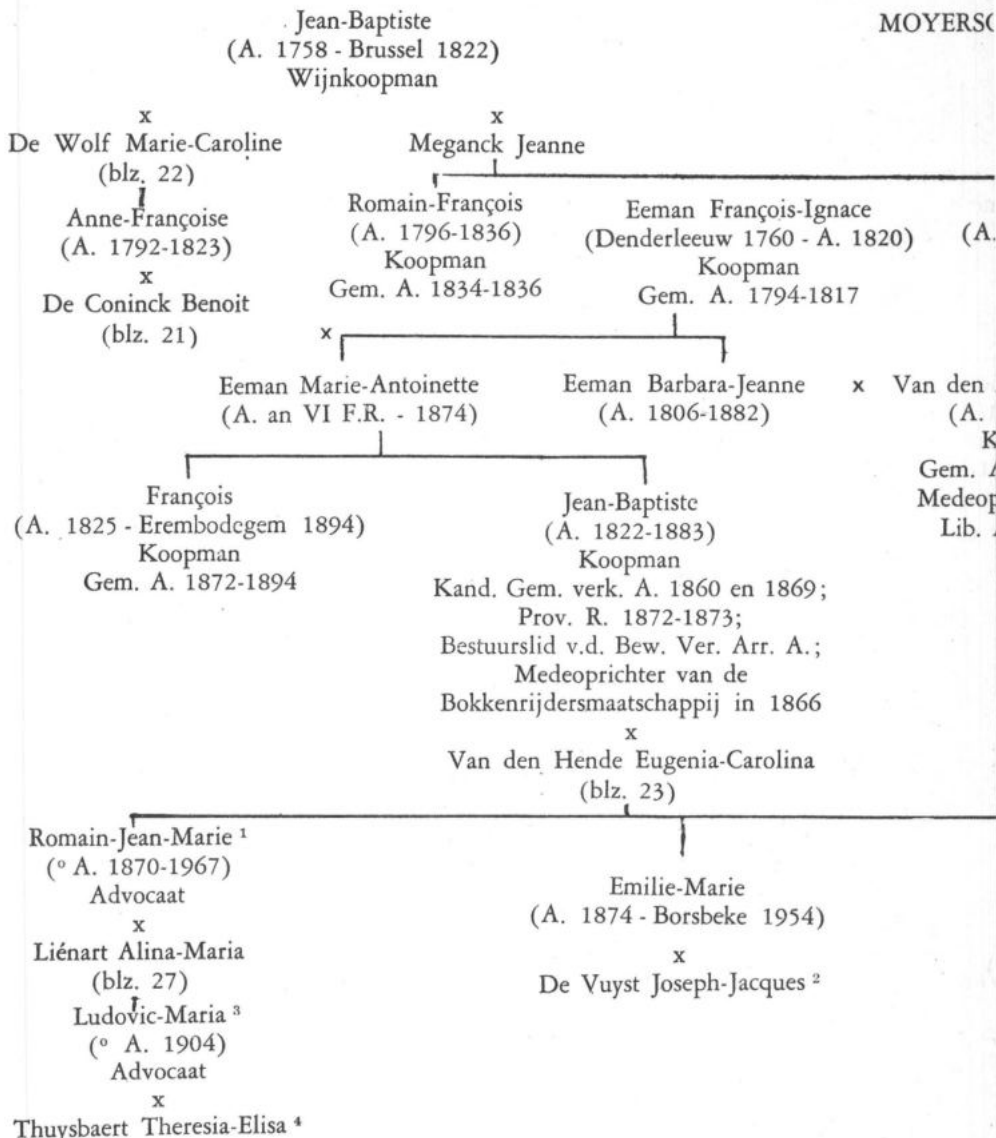 Jean-Baptiste
(A. 1758 - Brussel 1822)
Wijnkoopman
MOYERSO
x
De Wolf Marie-Caroline
(blz. 22)
Anne-Françoise
(A. 1792-1823)
x
De Coninck Benoit
(blz. 21)
x
Meganck Jeanne
Romain-François
(A. 1796-1836)
Koopman
Gem. A. 1834-1836
Eeman François-Ignace
(Denderleeuw 1760 - A. 1820)
Koopman
Gem. A. 1794-1817
(A.
x
Eeman Marie-Antoinette
(A. an VI F.R. - 1874)
Eeman Barbara-Jeanne
(A. 1806-1882)
x
Van den
(A.
K
Gem. A
Medeop
Lib. A
François
(A. 1825 - Erembodegem 1894)
Koopman
Gem. A. 1872-1894
Jean-Baptiste
(A. 1822-1883)
Koopman
Kand. Gem. verk. A. 1860 en 1869;
Prov. R. 1872-1873;
Bestuurslid v.d. Bew. Ver. Arr. A.;
Medeoprichter van de
Bokkenrijdersmaatschappij in 1866
x
Van den Hende Eugenia-Carolina
(blz. 23)
Romain-Jean-Marie ¹
(° A. 1870-1967)
Advocaat
x
Liénart Alina-Maria
(blz. 27)
Ludovic-Maria ³
(° A. 1904)
Advocaat
x
Thuysbaert Theresia-Elisa ⁴
Emilie-Marie
(A. 1874 - Borsbeke 1954)
x
De Vuyst Joseph-Jacques ²